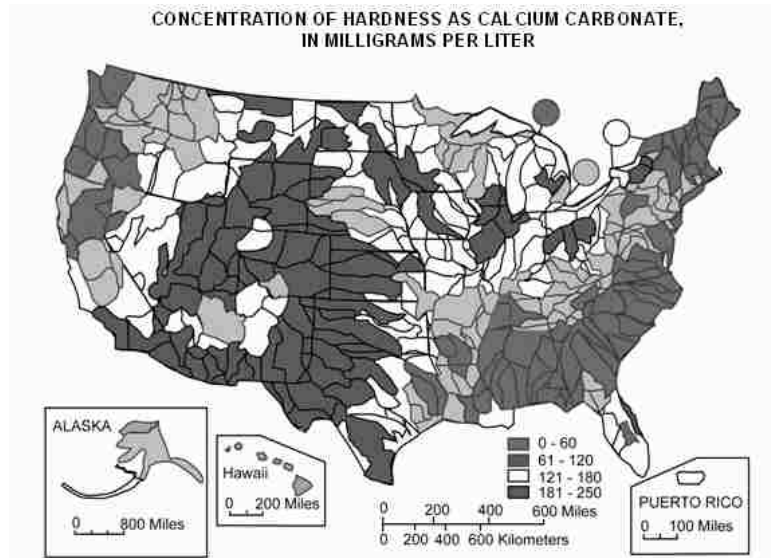 CONCENTRATION OF HARDNESS AS CALCIUM CARBONATE,
IN MILLIGRAMS PER LITER
ALASKA
0 800 Miles
Hawaii
0 200 Miles
0 - 60
61 - 120
121 - 180
181 - 250
0 200 400 600 Miles
0 200 400 600 Kilometers
PUERTO RICO
0 100 Miles